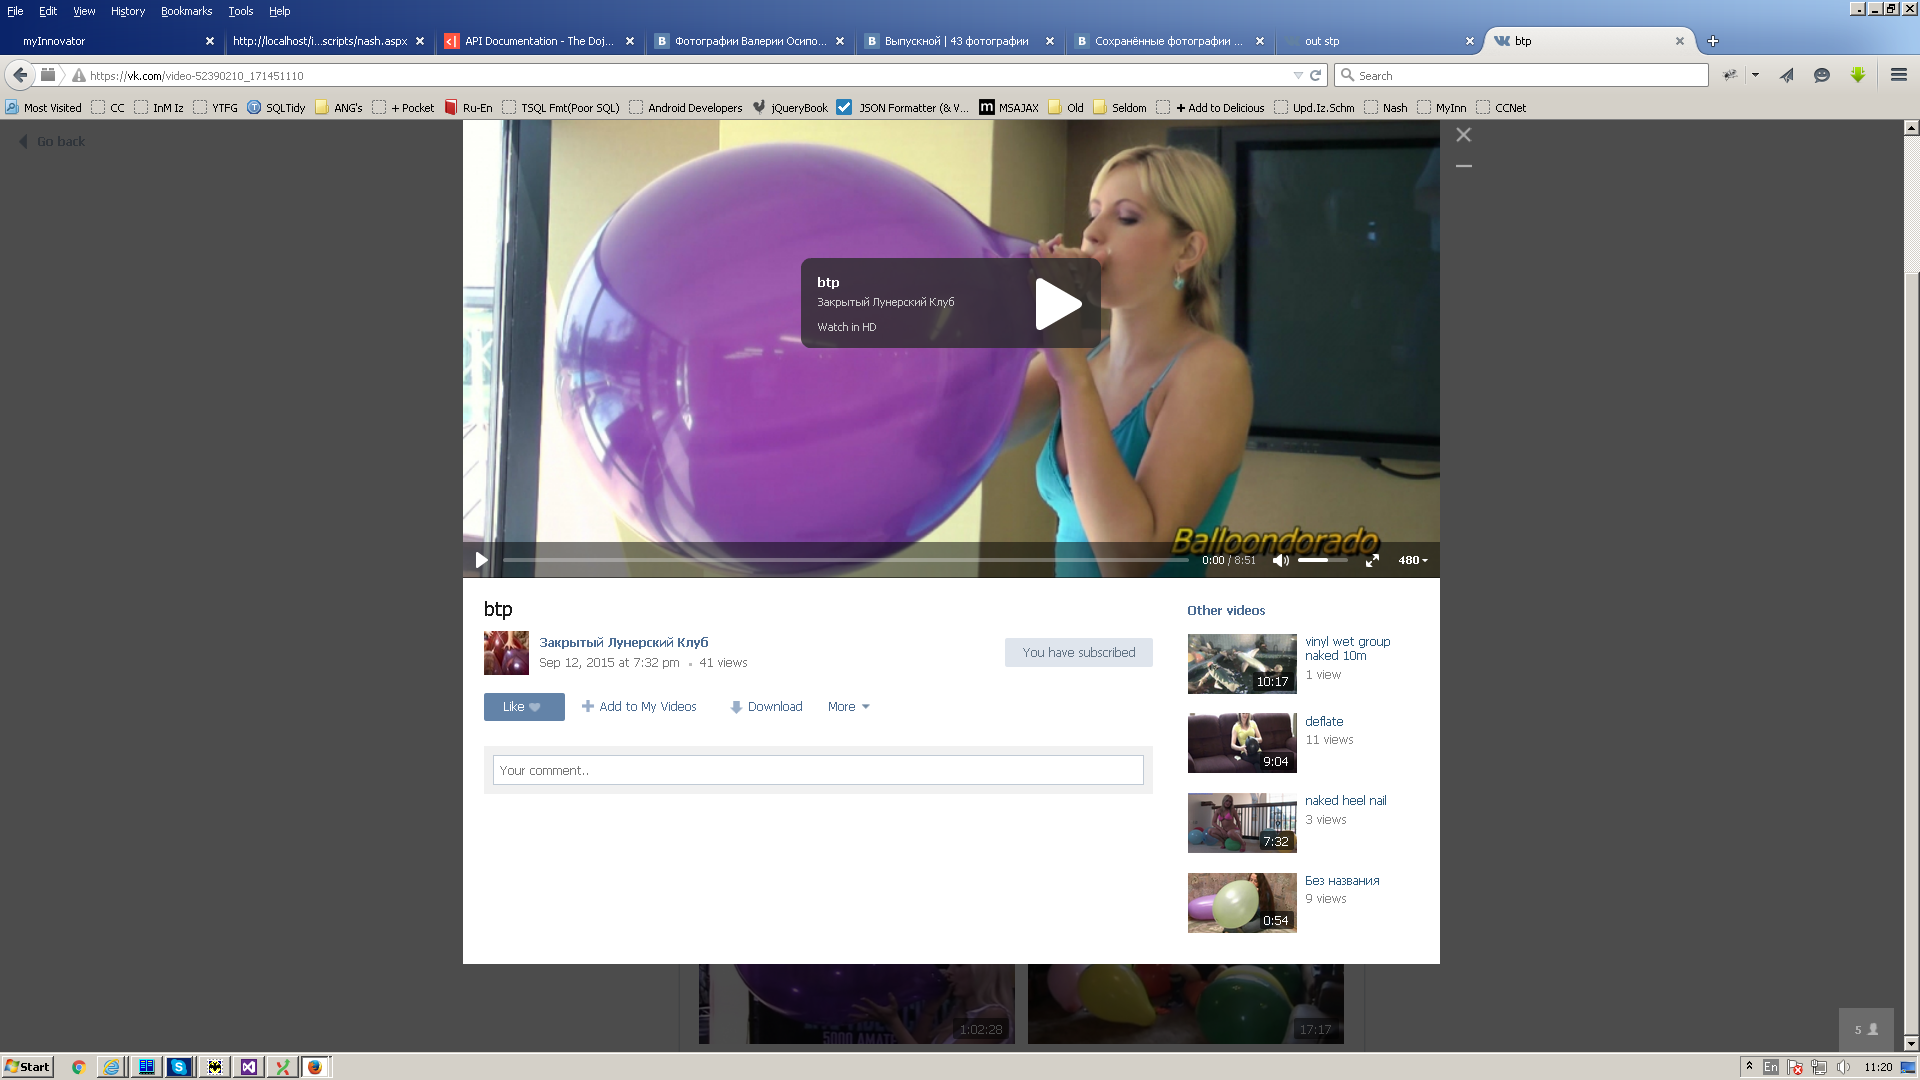 File Edit View History Bookmarks Tools Help
myInnovator
http://localhost/i...scripts/nash.aspx
API Documentation - The Doj...
Фотографии Валерии Осипо...
Выпускной | 43 фотографии
Сохранённые фотографии ...
out stp
btp
https://vk.com/video-52390210_171451110
Search
Most Visited CC InM Iz YTFG SQLTidy ANG's + Pocket Ru-En TSQL Fmt(Poor SQL) Android Developers jQueryBook JSON Formatter (& V... MSAJAX Old Seldom + Add to Delicious Upd.Iz.Schm Nash MyInn CCNet
Go back
btp
Закрытый Лунерский Клуб
Watch in HD
Balloondorado
0:00 / 8:51
480
btp
Закрытый Лунерский Клуб
Sep 12, 2015 at 7:32 pm 41 views
You have subscribed
Like
Add to My Videos
Download
More
Your comment..
Other videos
vinyl wet group
naked 10m
1 view
10:17
deflate
11 views
9:04
naked heel nail
3 views
7:32
Без названия
9 views
0:54
1:02:28
17:17
5
Start
En
11:20